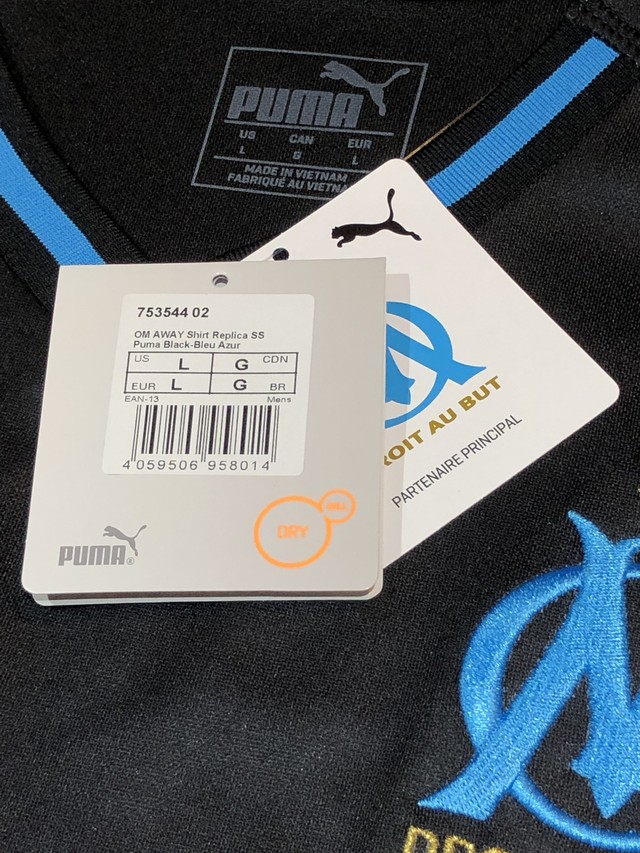 PUMA
US CAN EUR
L G L
MADE IN VIETNAM
FABRIQUÉ AU
753544 02
OM AWAY Shirt Replica SS
Puma Black-Bleu Azur
US L G CDN
EUR L G BR
EAN-13 Mens
4 059506 958014
DRY
PUMA®
ROIT AU BUT
PARTENAIRE PRINCIPAL